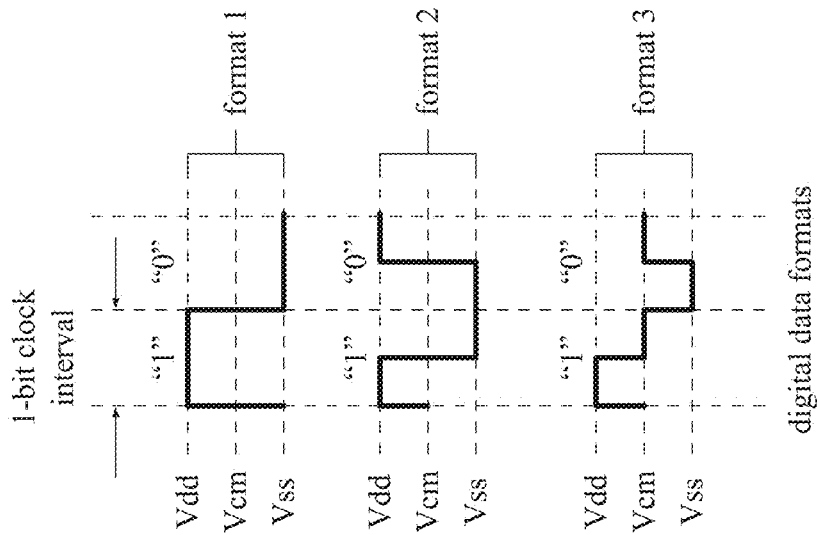 1-bit clock
interval
“1” “0”
Vdd
Vcm
Vss
format 1
“1” “0”
Vdd
Vcm
Vss
format 2
“1” “0”
Vdd
Vcm
Vss
format 3
digital data formats